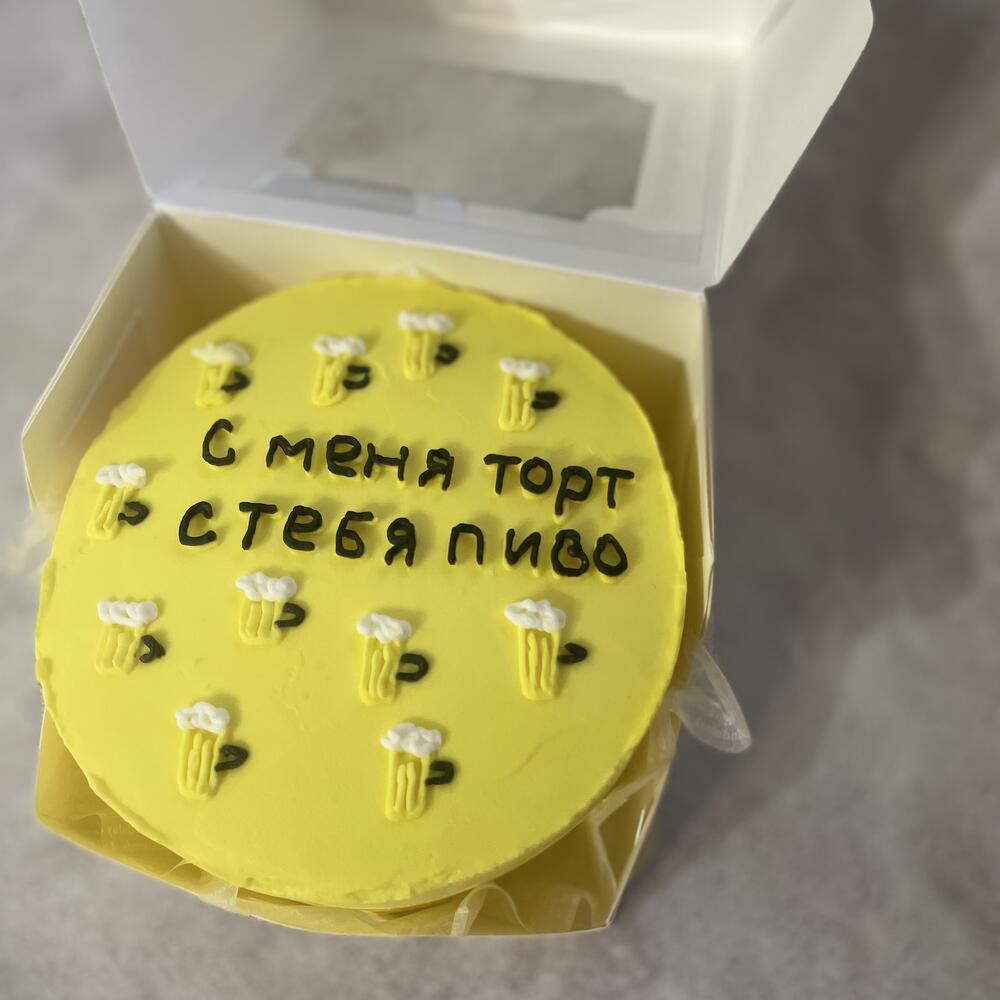 С меня торт
с тебя пиво